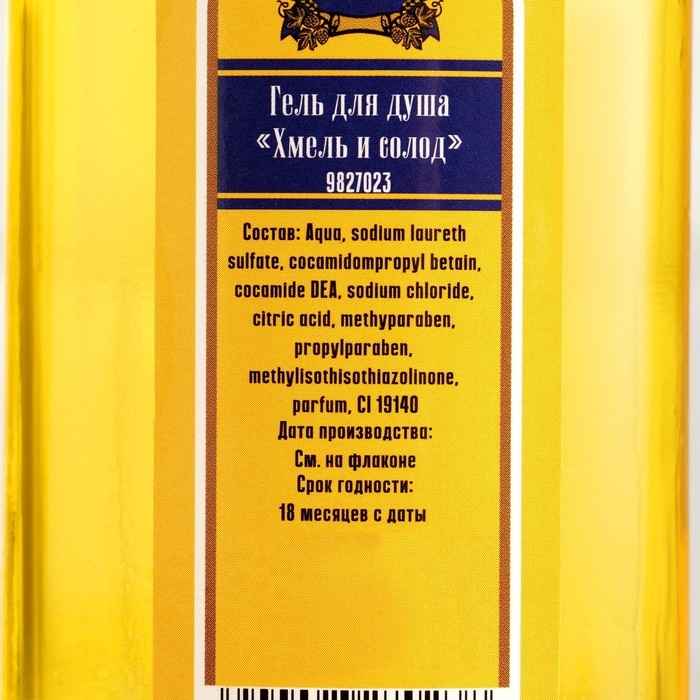 Гель для душа
«Хмель и солод»
9827023
Состав: Aqua, sodium laureth
sulfate, cocamidompropyl betain,
cocamide DEA, sodium chloride,
citric acid, methyparaben,
propylparaben,
methylisothisothiazolinone,
parfum, CI 19140
Дата производства:
См. на флаконе
Срок годности:
18 месяцев с даты